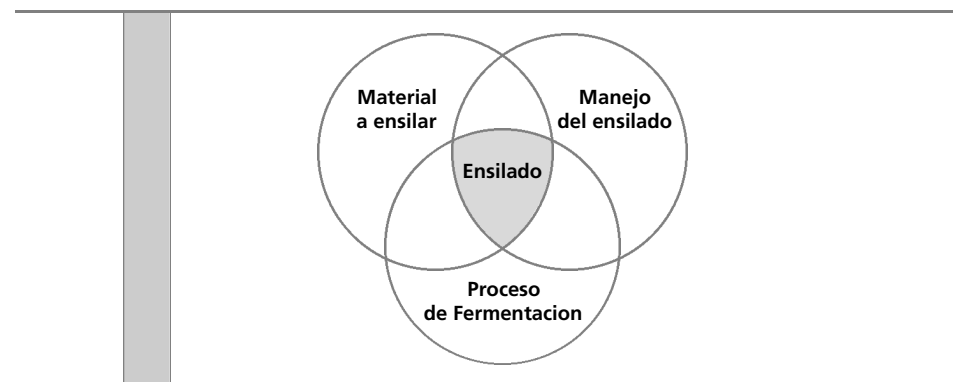 Material
a ensilar
Manejo
del ensilado
Ensilado
Proceso
de Fermentacion